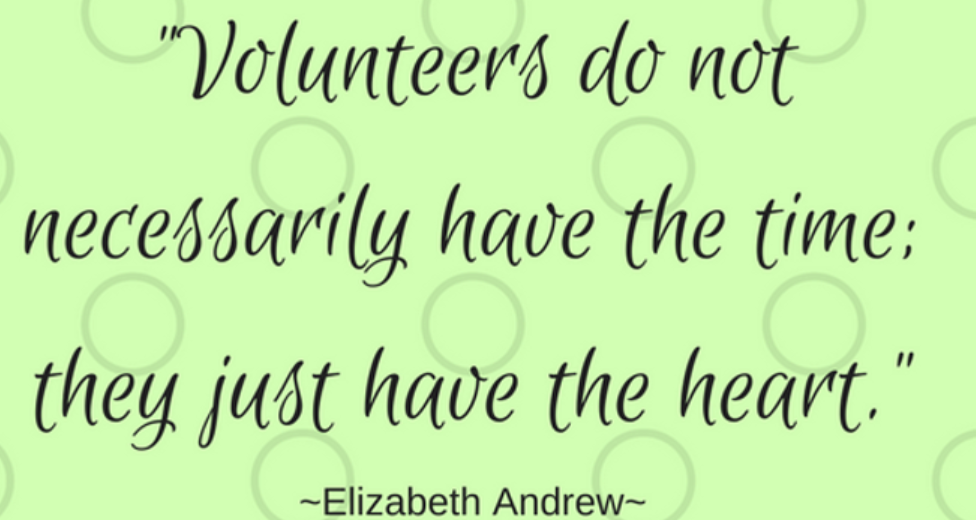 "Volunteers do not
necessarily have the time;
they just have the heart."
~Elizabeth Andrew~